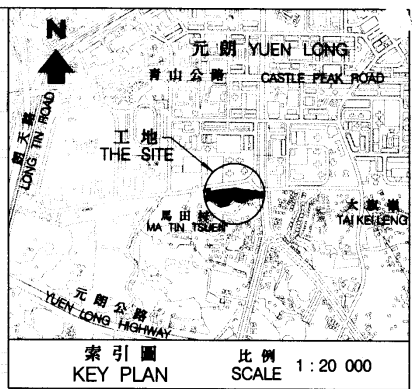 N
元朗 YUEN LONG
青山公路 CASTLE PEAK ROAD
朗天路
LONG TIN ROAD
工地
THE SITE
馬田村
MA TIN TSUEN
大旗嶺
TAI KEI LENG
元朗公路
YUEN LONG HIGHWAY
索引圖 比例
KEY PLAN SCALE 1 : 20 000